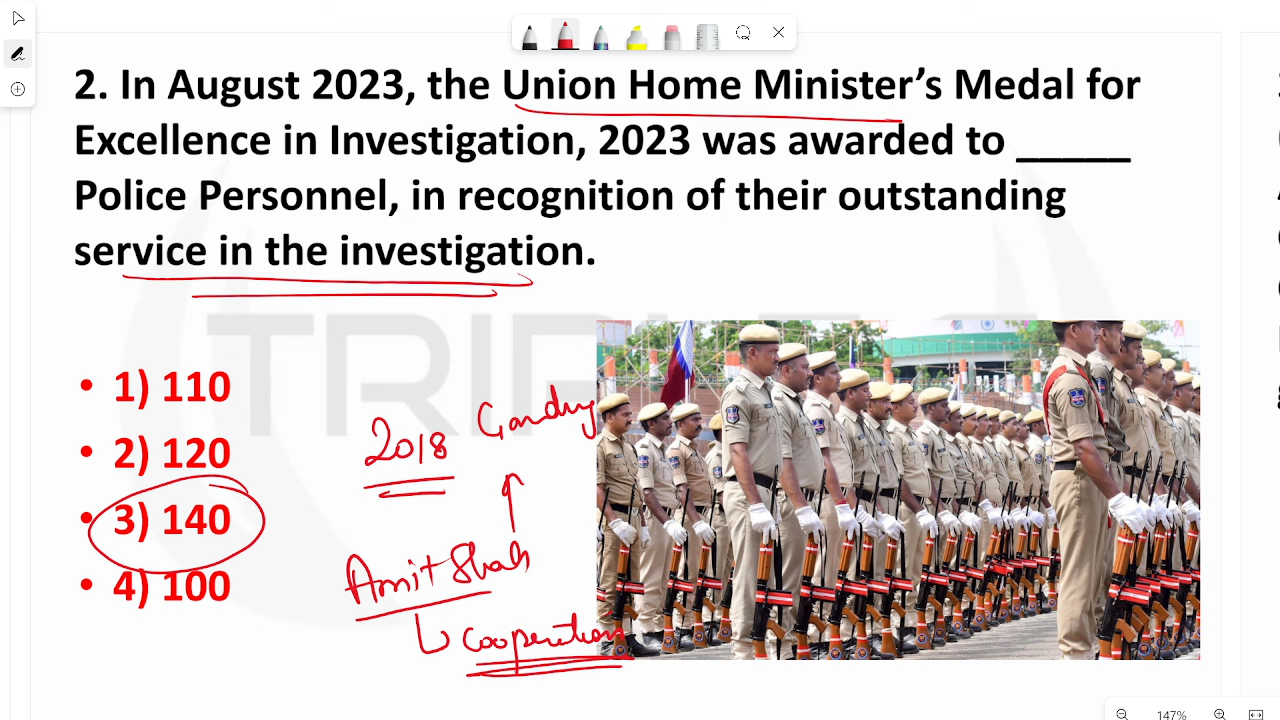 2. In August 2023, the Union Home Minister’s Medal for
Excellence in Investigation, 2023 was awarded to _____
Police Personnel, in recognition of their outstanding
service in the investigation.
• 1) 110
• 2) 120
• 3) 140
• 4) 100
2018
Amit Shah
Cooperation
147%